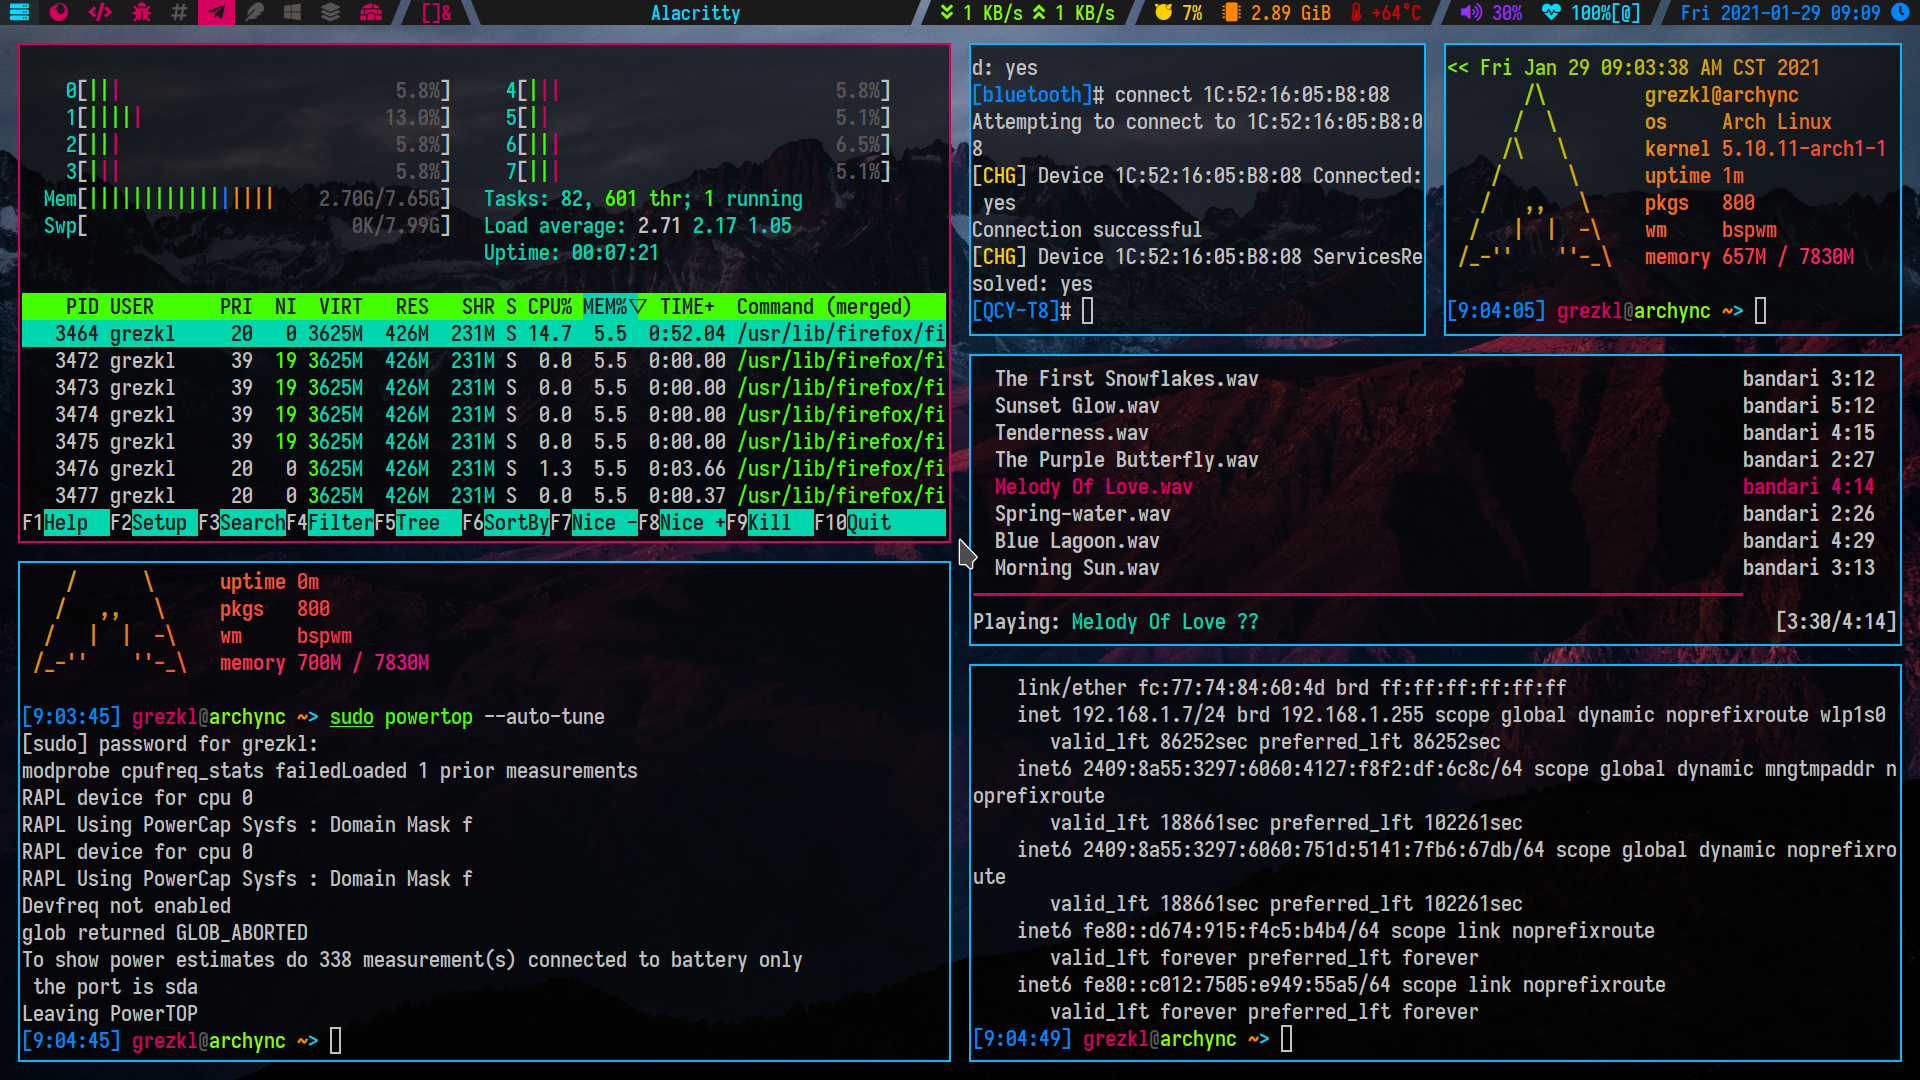 []&
Alacritty
1 KB/s 1 KB/s
7% 2.89 GiB +64°C
30% 100%[@]
Fri 2021-01-29 09:09
0[||| 5.8%] 4[||| 5.8%]
1[||||| 13.0%] 5[|| 5.1%]
2[||| 5.8%] 6[||| 6.5%]
3[||| 5.8%] 7[||| 5.1%]
Mem[||||||||||||||||| 2.70G/7.65G] Tasks: 82, 601 thr; 1 running
Swp[ 0K/7.99G] Load average: 2.71 2.17 1.05
Uptime: 00:07:21
PID USER PRI NI VIRT RES SHR S CPU% MEM%▽ TIME+ Command (merged)
3464 grezkl 20 0 3625M 426M 231M S 14.7 5.5 0:52.04 /usr/lib/firefox/fi
3472 grezkl 39 19 3625M 426M 231M S 0.0 5.5 0:00.00 /usr/lib/firefox/fi
3473 grezkl 39 19 3625M 426M 231M S 0.0 5.5 0:00.00 /usr/lib/firefox/fi
3474 grezkl 39 19 3625M 426M 231M S 0.0 5.5 0:00.00 /usr/lib/firefox/fi
3475 grezkl 39 19 3625M 426M 231M S 0.0 5.5 0:00.00 /usr/lib/firefox/fi
3476 grezkl 20 0 3625M 426M 231M S 1.3 5.5 0:03.66 /usr/lib/firefox/fi
3477 grezkl 20 0 3625M 426M 231M S 0.0 5.5 0:00.37 /usr/lib/firefox/fi
F1Help F2Setup F3SearchF4FilterF5Tree F6SortByF7Nice -F8Nice +F9Kill F10Quit
d: yes
[bluetooth]# connect 1C:52:16:05:B8:08
Attempting to connect to 1C:52:16:05:B8:0
8
[CHG] Device 1C:52:16:05:B8:08 Connected:
yes
Connection successful
[CHG] Device 1C:52:16:05:B8:08 ServicesRe
solved: yes
[QCY-T8]#
<< Fri Jan 29 09:03:38 AM CST 2021
/\ grezkl@archync
/ \ os Arch Linux
/\ \ kernel 5.10.11-arch1-1
/ \ uptime 1m
/ ,, \ pkgs 800
/ | | -\ wm bspwm
/_-'' ''-_\ memory 657M / 7830M
[9:04:05] grezkl@archync ~>
The First Snowflakes.wav bandari 3:12
Sunset Glow.wav bandari 5:12
Tenderness.wav bandari 4:15
The Purple Butterfly.wav bandari 2:27
Melody Of Love.wav bandari 4:14
Spring-water.wav bandari 2:26
Blue Lagoon.wav bandari 4:29
Morning Sun.wav bandari 3:13
Playing: Melody Of Love ?? [3:30/4:14]
/ \ uptime 0m
/ ,, \ pkgs 800
/ | | -\ wm bspwm
/_-'' ''-_\ memory 700M / 7830M
[9:03:45] grezkl@archync ~> sudo powertop --auto-tune
[sudo] password for grezkl:
modprobe cpufreq_stats failedLoaded 1 prior measurements
RAPL device for cpu 0
RAPL Using PowerCap Sysfs : Domain Mask f
RAPL device for cpu 0
RAPL Using PowerCap Sysfs : Domain Mask f
Devfreq not enabled
glob returned GLOB_ABORTED
To show power estimates do 338 measurement(s) connected to battery only
the port is sda
Leaving PowerTOP
[9:04:45] grezkl@archync ~>
link/ether fc:77:74:84:60:4d brd ff:ff:ff:ff:ff:ff
inet 192.168.1.7/24 brd 192.168.1.255 scope global dynamic noprefixroute wlp1s0
valid_lft 86252sec preferred_lft 86252sec
inet6 2409:8a55:3297:6060:4127:f8f2:df:6c8c/64 scope global dynamic mngtmpaddr n
oprefixroute
valid_lft 188661sec preferred_lft 102261sec
inet6 2409:8a55:3297:6060:751d:5141:7fb6:67db/64 scope global dynamic noprefixro
ute
valid_lft 188661sec preferred_lft 102261sec
inet6 fe80::d674:915:f4c5:b4b4/64 scope link noprefixroute
valid_lft forever preferred_lft forever
inet6 fe80::c012:7505:e949:55a5/64 scope link noprefixroute
valid_lft forever preferred_lft forever
[9:04:49] grezkl@archync ~>